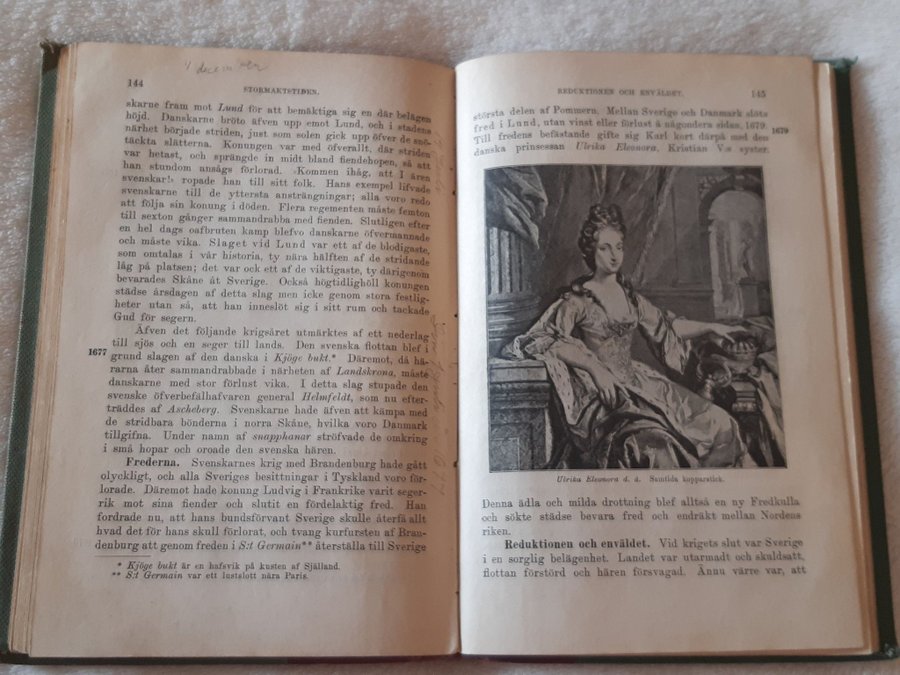 4 december
144
STORMAKTSTIDEN.
skarne fram mot Lund för att bemäktiga sig en där belägen
höjd. Danskarne bröto äfven upp emot Lund, och i stadens
närhet började striden, just som solen gick upp öfver de snö-
täckta slätterna. Konungen var med öfverallt, där striden
var hetast, och sprängde in midt bland fiendehopen, så att
han stundom ansågs förlorad. »Kommen ihåg, att I ären
svenskar!» ropade han till sitt folk. Hans exempel lifvade
svenskarne till de yttersta ansträngningar; alla voro redo
att följa sin konung i döden. Flera regementen måste femton
till sexton gånger sammandrabba med fienden. Slutligen efter
en hel dags oafbruten kamp blefvo danskarne öfvermannade
och måste vika. Slaget vid Lund var ett af de blodigaste,
som omtalas i vår historia, ty nära hälften af de stridande
låg på platsen; det var ock ett af de viktigaste, ty därigenom
bevarades Skåne åt Sverige. Också högtidlighöll konungen
städse årsdagen af detta slag men icke genom stora festlig-
heter utan så, att han inneslöt sig i sitt rum och tackade
Gud för segern.
Äfven det följande krigsåret utmärktes af ett nederlag
till sjös och en seger till lands. Den svenska flottan blef i
1677 grund slagen af den danska i Kjöge bukt.* Däremot, då hä-
rarna åter sammandrabbade i närheten af Landskrona, måste
danskarne med stor förlust vika. I detta slag stupade den
svenske öfverbefälhafvaren general Helmfeldt, som nu efter-
träddes af Ascheberg. Svenskarne hade äfven att kämpa med
de stridbara bönderna i norra Skåne, hvilka voro Danmark
tillgifna. Under namn af snapphanar ströfvade de omkring
i små hopar och oroade den svenska hären.
Frederna. Svenskarnes krig med Brandenburg hade gått
olyckligt, och alla Sveriges besittningar i Tyskland voro för-
lorade. Däremot hade konung Ludvig i Frankrike varit seger-
rik mot sina fiender och slutit en fördelaktig fred. Han
fordrade nu, att hans bundsförvant Sverige skulle återfå allt
hvad det för hans skull förlorat, och tvang kurfursten af Bran-
denburg att genom freden i S:t Germain** återställa till Sverige
* Kjöge bukt är en hafsvik på kusten af Själland.
** S:t Germain var ett lustslott nära Paris.
REDUKTIONEN OCH ENVÄLDET.
145
största delen af Pommern. Mellan Sverige och Danmark slöts
fred i Lund, utan vinst eller förlust å någondera sidan, 1679. 1679
Till fredens befästande gifte sig Karl kort därpå med den
danska prinsessan Ulrika Eleonora, Kristian V:s syster.
Ulrika Eleonora d. ä. Samtida kopparstick.
Denna ädla och milda drottning blef alltså en ny Fredkulla
och sökte städse bevara fred och endräkt mellan Nordens
riken.
Reduktionen och enväldet. Vid krigets slut var Sverige
i en sorglig belägenhet. Landet var utarmadt och skuldsatt,
flottan förstörd och hären försvagad. Ännu värre var, att